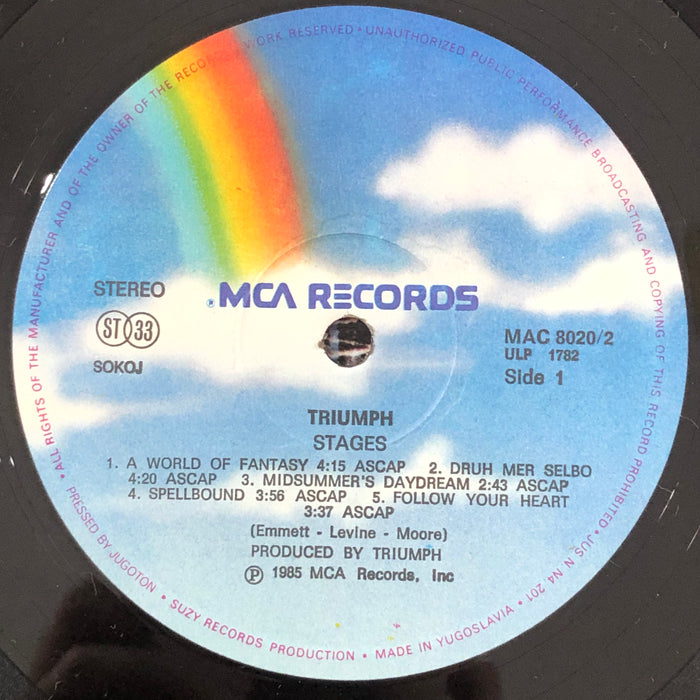 · ALL RIGHTS OF THE MANUFACTURER AND OF THE OWNER OF THE RECORDED WORK RESERVED · UNAUTHORIZED PUBLIC PERFORMANCE BROADCASTING AND COPYING OF THIS RECORD PROHIBITED · JUS N N4 201
STEREO
ST 33
SOKOJ
® MCA RECORDS
MAC 8020/2
ULP 1782
Side 1
TRIUMPH
STAGES
1. A WORLD OF FANTASY 4:15 ASCAP 2. DRUH MER SELBO
4:20 ASCAP 3. MIDSUMMER'S DAYDREAM 2:43 ASCAP
4. SPELLBOUND 3:56 ASCAP 5. FOLLOW YOUR HEART
3:37 ASCAP
(Emmett - Levine - Moore)
PRODUCED BY TRIUMPH
℗ 1985 MCA Records, Inc
PRESSED BY JUGOTON · SUZY RECORDS PRODUCTION · MADE IN YUGOSLAVIA ·